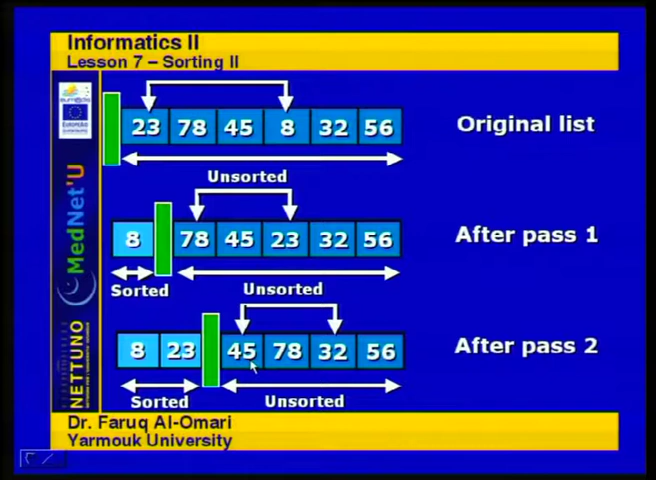 Informatics II
Lesson 7 – Sorting II
23 78 45 8 32 56
Original list
Unsorted
8 78 45 23 32 56
After pass 1
Sorted
Unsorted
8 23 45 78 32 56
After pass 2
Sorted
Unsorted
MedNet'U
NETTUNO
Dr. Faruq Al-Omari
Yarmouk University